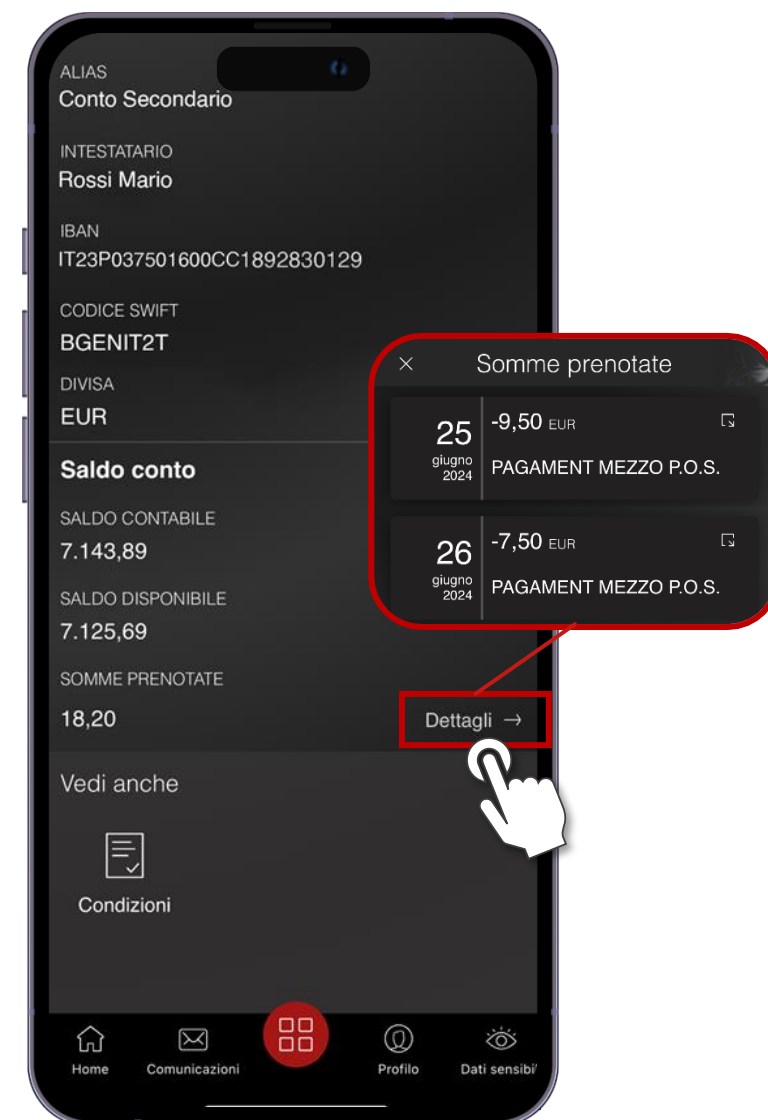 ALIAS
Conto Secondario
INTESTATARIO
Rossi Mario
IBAN
IT23P037501600CC1892830129
CODICE SWIFT
BGENIT2T
DIVISA
EUR
Saldo conto
SALDO CONTABILE
7.143,89
SALDO DISPONIBILE
7.125,69
SOMME PRENOTATE
18,20
Dettagli →
Somme prenotate
25
giugno
2024
-9,50 EUR
PAGAMENT MEZZO P.O.S.
26
giugno
2024
-7,50 EUR
PAGAMENT MEZZO P.O.S.
Vedi anche
Condizioni
Home
Comunicazioni
Profilo
Dati sensibi